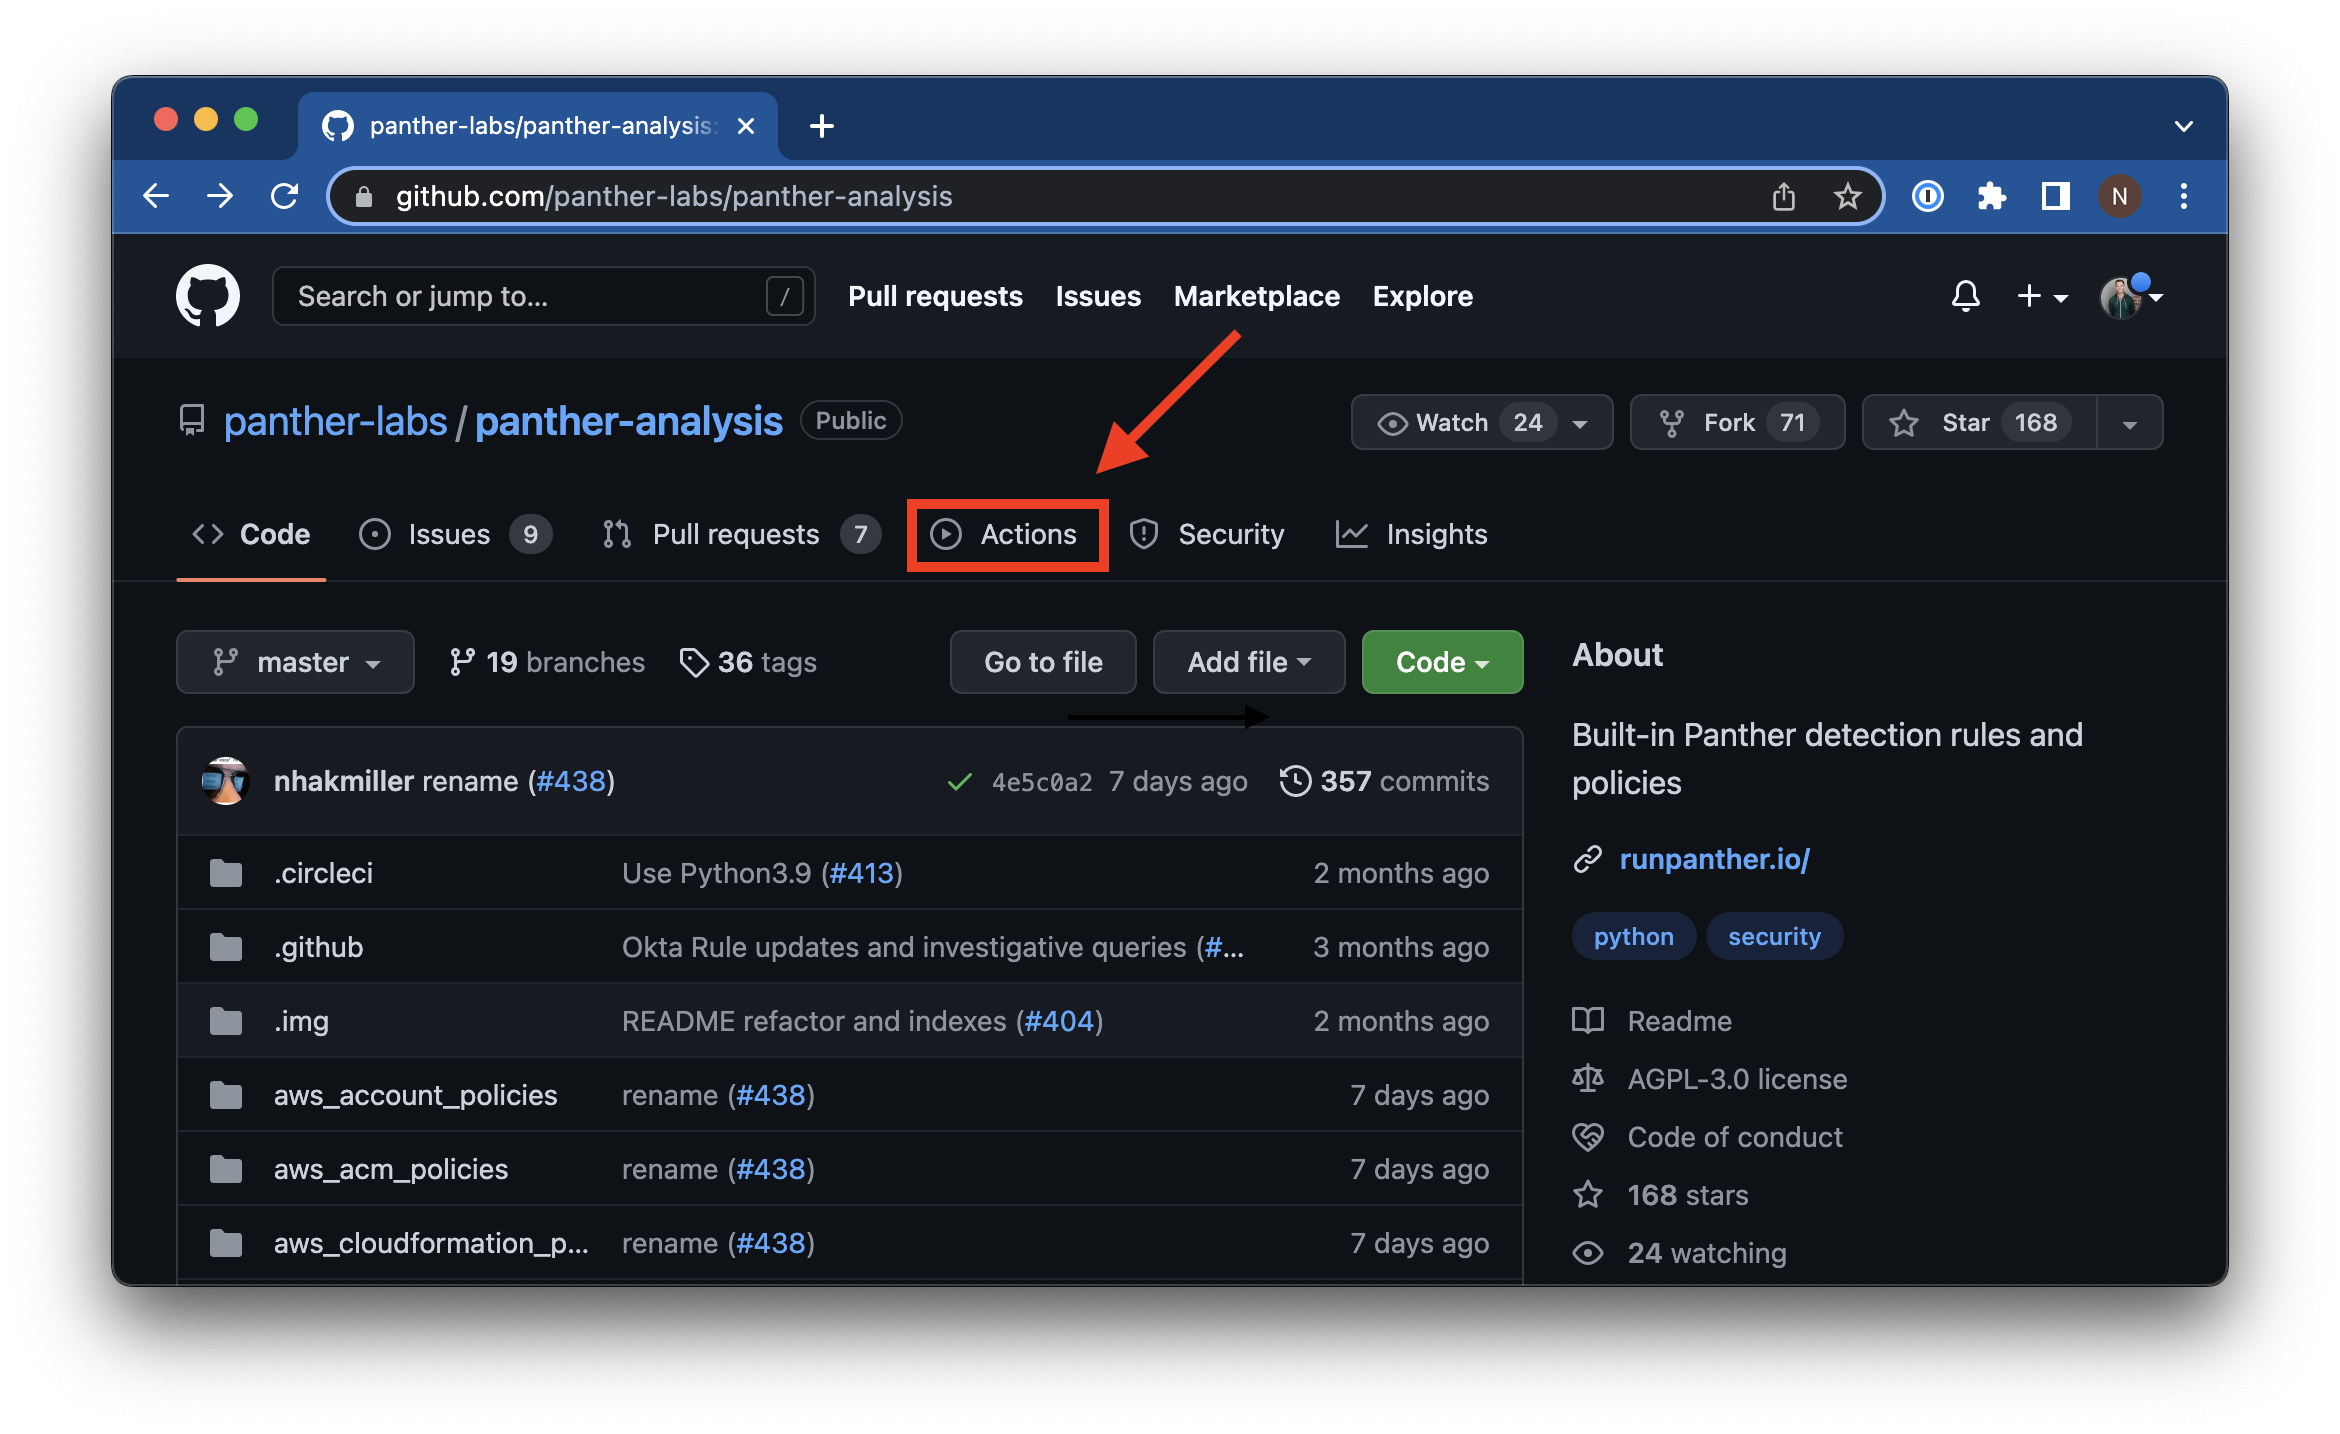 panther-labs/panther-analysis:
github.com/panther-labs/panther-analysis
N
Search or jump to... /
Pull requests Issues Marketplace Explore
panther-labs / panther-analysis Public
Watch 24 Fork 71 Star 168
Code Issues 9 Pull requests 7 Actions Security Insights
master 19 branches 36 tags Go to file Add file Code
nhakmiller rename (#438) 4e5c0a2 7 days ago 357 commits
.circleci Use Python3.9 (#413) 2 months ago
.github Okta Rule updates and investigative queries (#... 3 months ago
.img README refactor and indexes (#404) 2 months ago
aws_account_policies rename (#438) 7 days ago
aws_acm_policies rename (#438) 7 days ago
aws_cloudformation_p... rename (#438) 7 days ago
About
Built-in Panther detection rules and
policies
runpanther.io/
python security
Readme
AGPL-3.0 license
Code of conduct
168 stars
24 watching